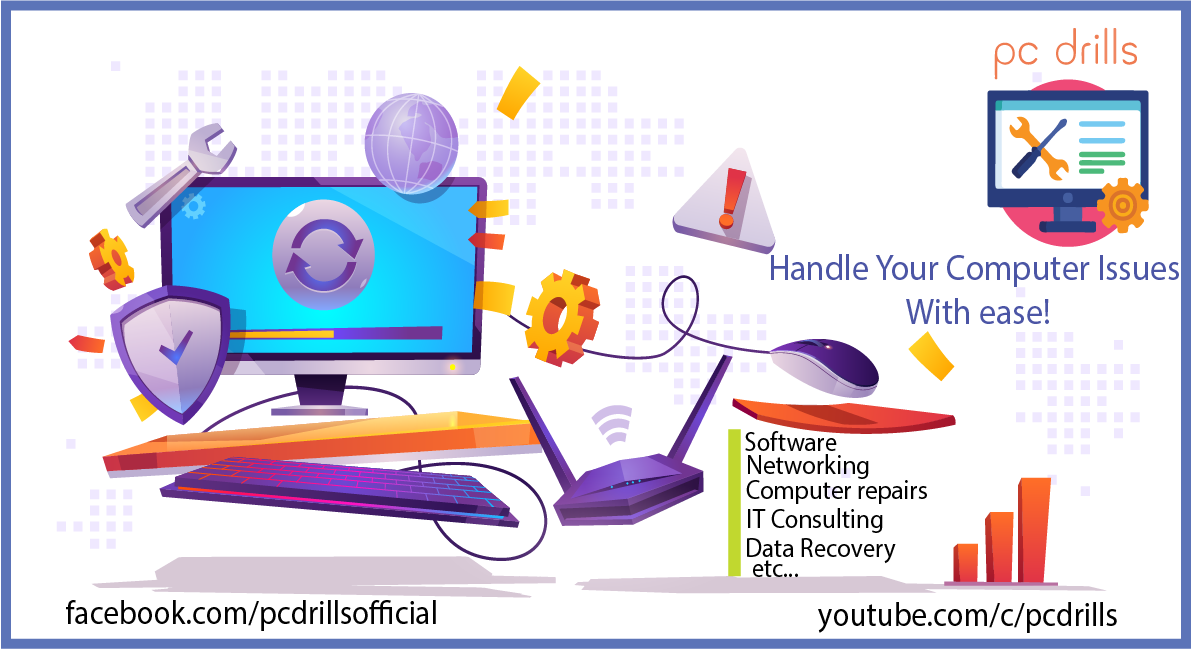 pc drills
Handle Your Computer Issues
With ease!
Software
Networking
Computer repairs
IT Consulting
Data Recovery
etc...
facebook.com/pcdrillsofficial
youtube.com/c/pcdrills